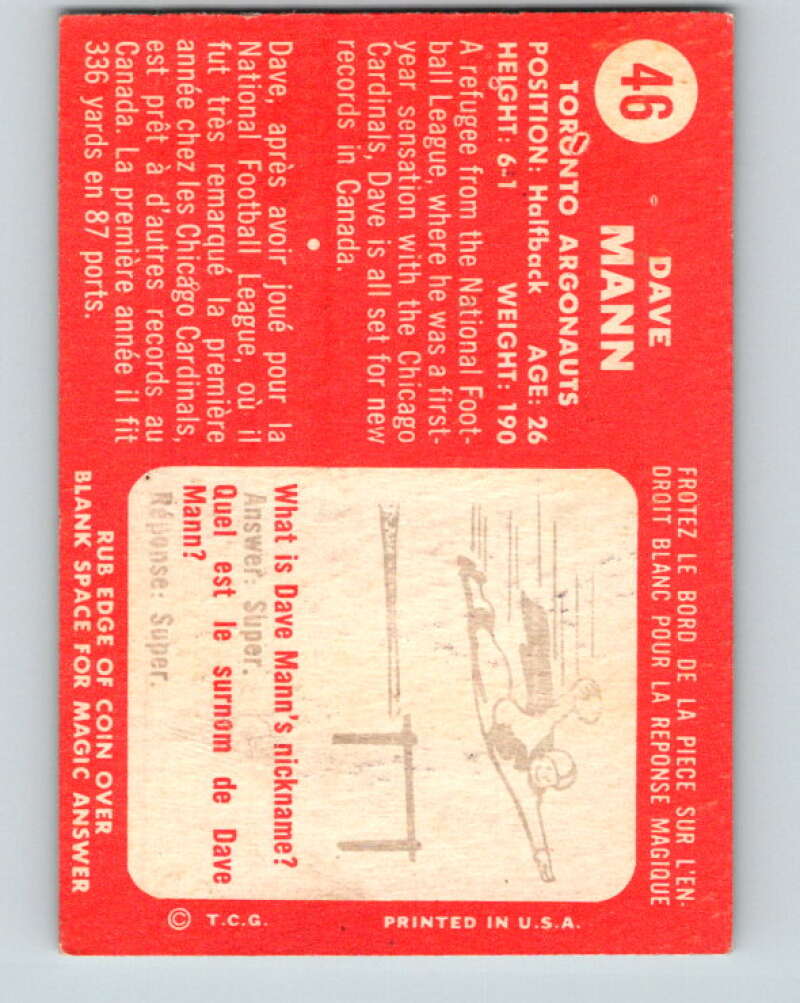 46
DAVE
MANN
TORONTO ARGONAUTS
POSITION: Halfback AGE: 26
HEIGHT: 6-1 WEIGHT: 190
A refugee from the National Foot-
ball League, where he was a first-
year sensation with the Chicago
Cardinals, Dave is all set for new
records in Canada.
Dave, après avoir joué pour la
National Football League, où il
fut très remarqué la première
année chez les Chicago Cardinals,
est prêt à d'autres records au
Canada. La première année il fit
336 yards en 87 ports.
FROTEZ LE BORD DE LA PIECE SUR L'EN-
DROIT BLANC POUR LA REPONSE MAGIQUE
What is Dave Mann's nickname?
Answer: Super.
Quel est le surnom de Dave
Mann?
Réponse: Super.
RUB EDGE OF COIN OVER
BLANK SPACE FOR MAGIC ANSWER
© T.C.G. PRINTED IN U.S.A.